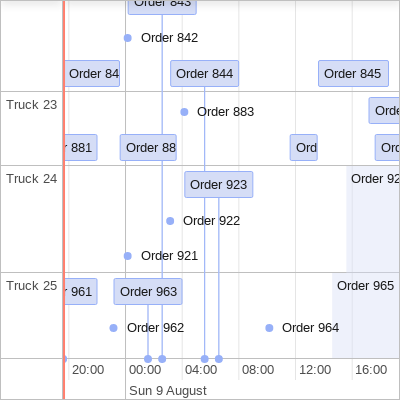 Order 843
Order 842
Order 84
Order 844
Order 845
Truck 23
Order 883
Orde
881
Order 88
Ord
Ord
Truck 24
Order 92
Order 923
Order 922
Order 921
Truck 25
961
Order 963
Order 965
Order 962
Order 964
20:00
00:00
04:00
08:00
12:00
16:00
Sun 9 August